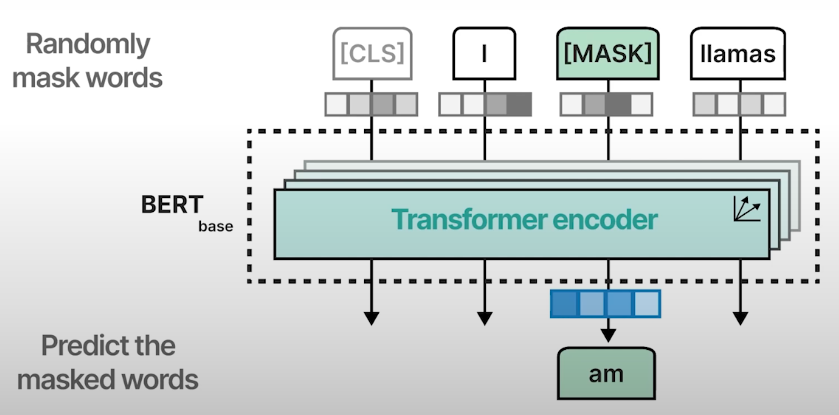 Randomly
mask words
[CLS]
I
[MASK]
llamas
BERT
base
Transformer encoder
Predict the
masked words
am